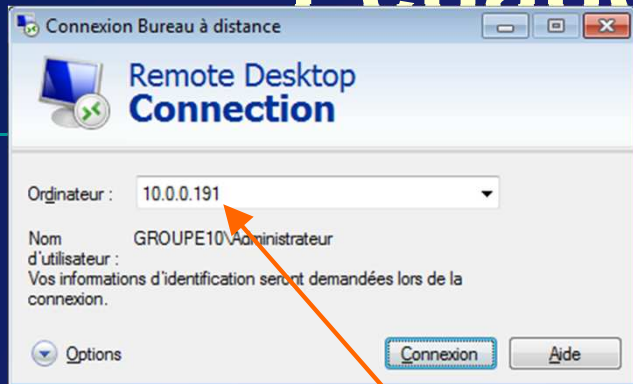 Connexion Bureau à distance
Remote Desktop
Connection
Ordinateur :
10.0.0.191
Nom
d'utilisateur :
GROUPE10\Administrateur
Vos informations d'identification seront demandées lors de la
connexion.
Options
Connexion
Aide